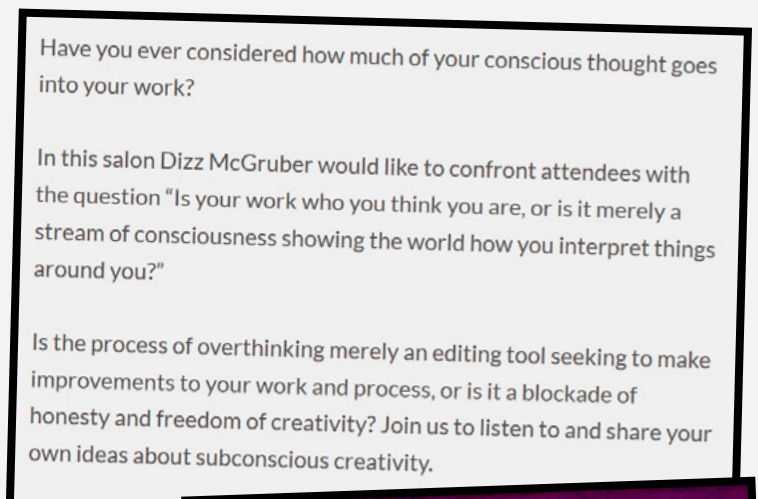 Have you ever considered how much of your conscious thought goes
into your work?
In this salon Dizz McGruber would like to confront attendees with
the question “Is your work who you think you are, or is it merely a
stream of consciousness showing the world how you interpret things
around you?”
Is the process of overthinking merely an editing tool seeking to make
improvements to your work and process, or is it a blockade of
honesty and freedom of creativity? Join us to listen to and share your
own ideas about subconscious creativity.